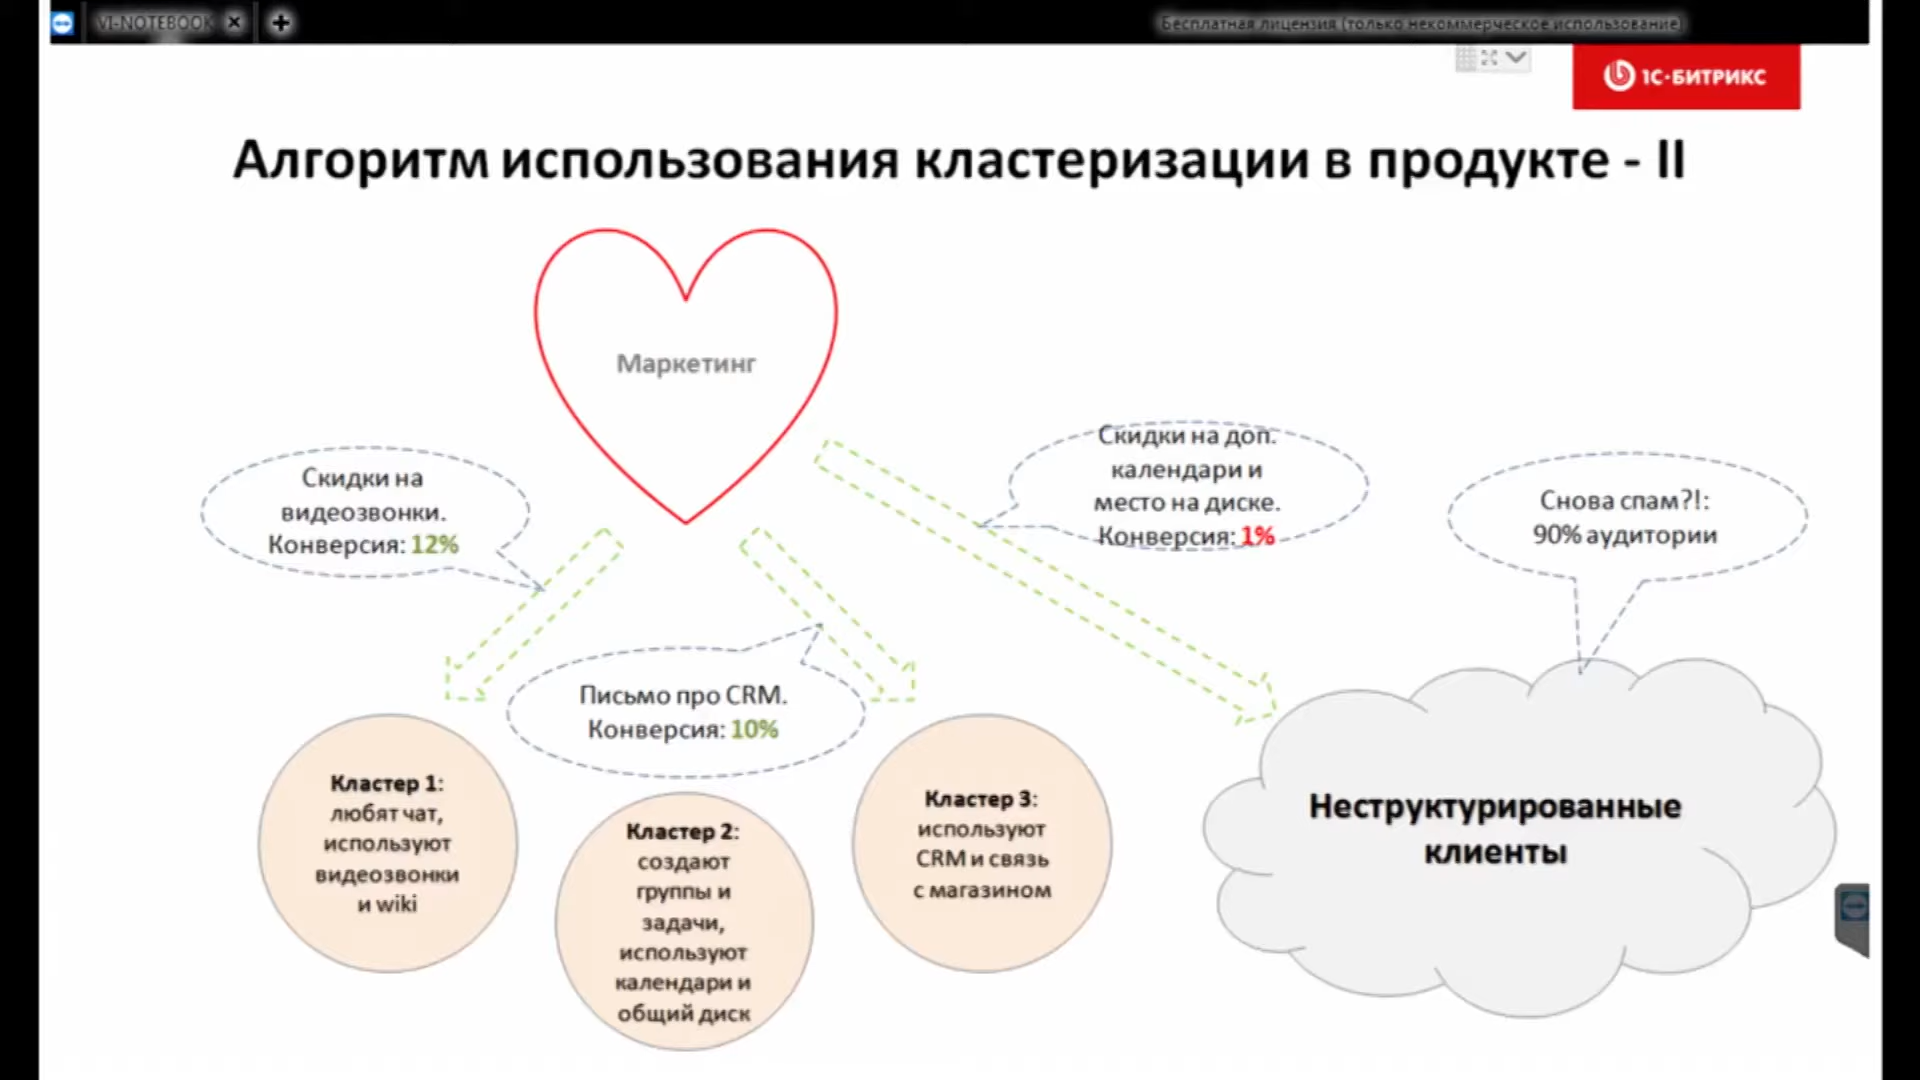 VI-NOTEBOOK
Бесплатная лицензия (только некоммерческое использование)
1С-БИТРИКС
Алгоритм использования кластеризации в продукте - II
Маркетинг
Скидки на
видеозвонки.
Конверсия: 12%
Скидки на доп.
календари и
место на диске.
Конверсия: 1%
Снова спам?!:
90% аудитории
Письмо про CRM.
Конверсия: 10%
Кластер 1:
любят чат,
используют
видеозвонки
и wiki
Кластер 2:
создают
группы и
задачи,
используют
календари и
общий диск
Кластер 3:
используют
CRM и связь
с магазином
Неструктурированные
клиенты